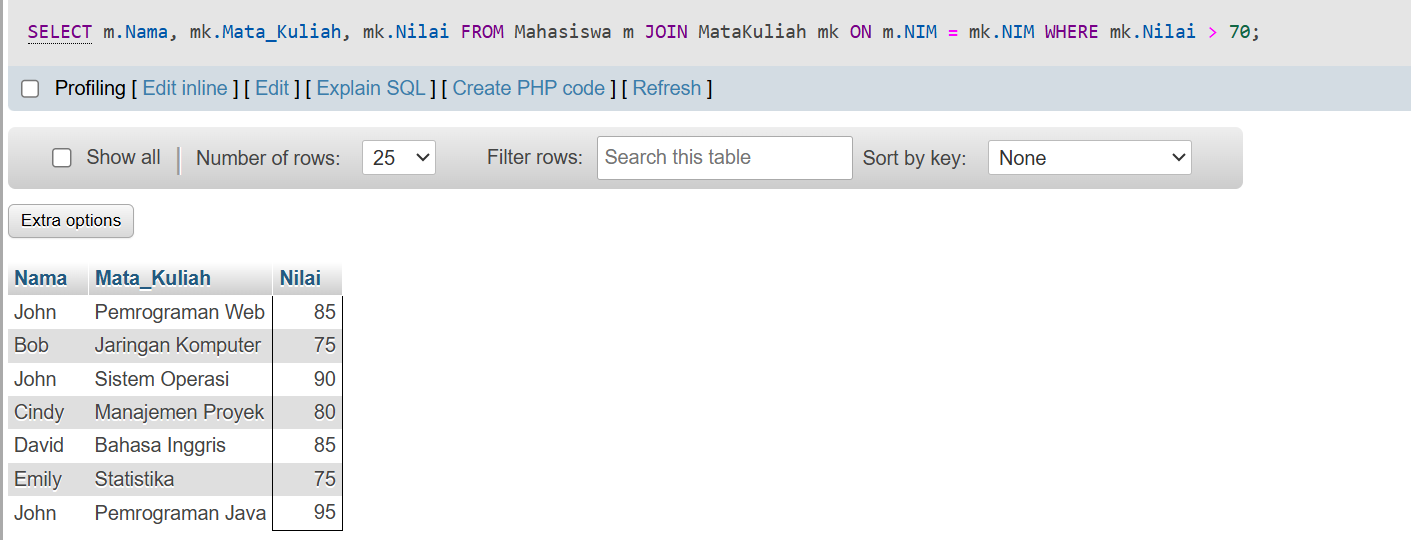 SELECT m.Nama, mk.Mata_Kuliah, mk.Nilai FROM Mahasiswa m JOIN MataKuliah mk ON m.NIM = mk.NIM WHERE mk.Nilai > 70;
Profiling [ Edit inline ] [ Edit ] [ Explain SQL ] [ Create PHP code ] [ Refresh ]
Show all Number of rows: 25 Filter rows: Search this table Sort by key: None
Extra options
Nama Mata_Kuliah Nilai
John Pemrograman Web 85
Bob Jaringan Komputer 75
John Sistem Operasi 90
Cindy Manajemen Proyek 80
David Bahasa Inggris 85
Emily Statistika 75
John Pemrograman Java 95